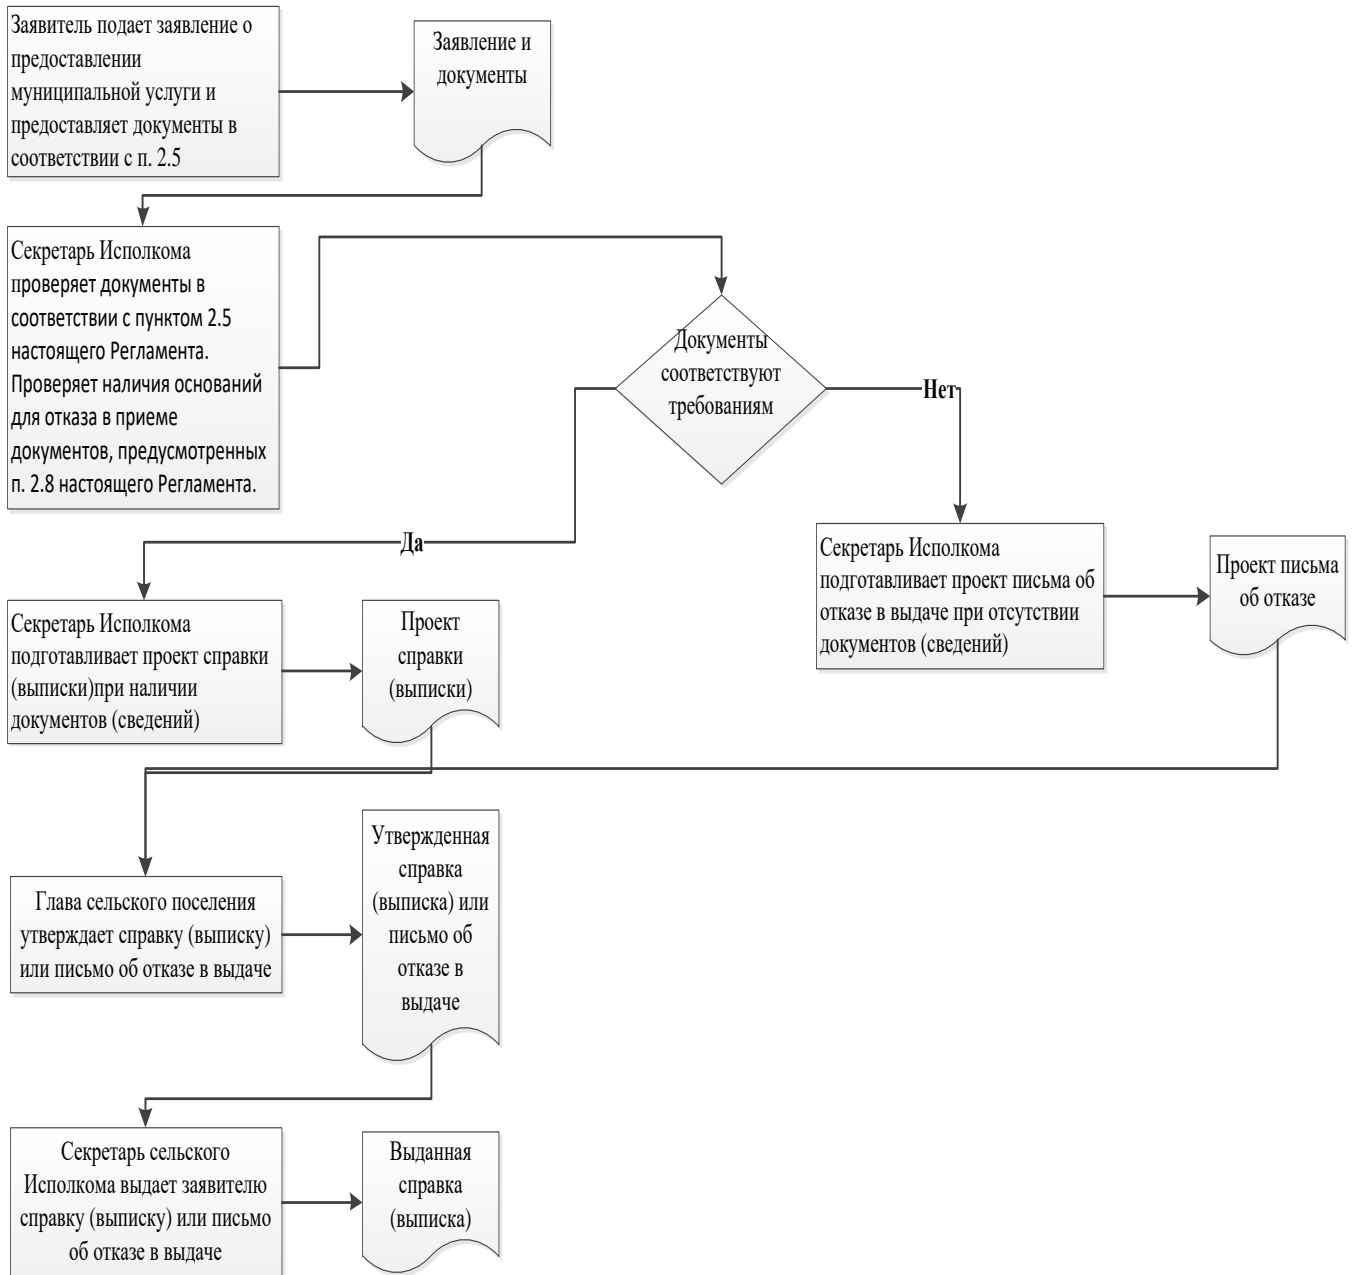 Заявитель подает заявление о
предоставлении
муниципальной услуги и
предоставляет документы в
соответствии с п. 2.5
Заявление и
документы
Секретарь Исполкома
проверяет документы в
соответствии с пунктом 2.5
настоящего Регламента.
Проверяет наличия оснований
для отказа в приеме
документов, предусмотренных
п. 2.8 настоящего Регламента.
Документы
соответствуют
требованиям
Нет
Да
Секретарь Исполкома
подготавливает проект письма об
отказе в выдаче при отсутствии
документов (сведений)
Проект письма
об отказе
Секретарь Исполкома
подготавливает проект справки
(выписки)при наличии
документов (сведений)
Проект
справки
(выписки)
Глава сельского поселения
утверждает справку (выписку)
или письмо об отказе в выдаче
Утвержденная
справка
(выписка) или
письмо об
отказе в
выдаче
Секретарь сельского
Исполкома выдает заявителю
справку (выписку) или письмо
об отказе в выдаче
Выданная
справка
(выписка)